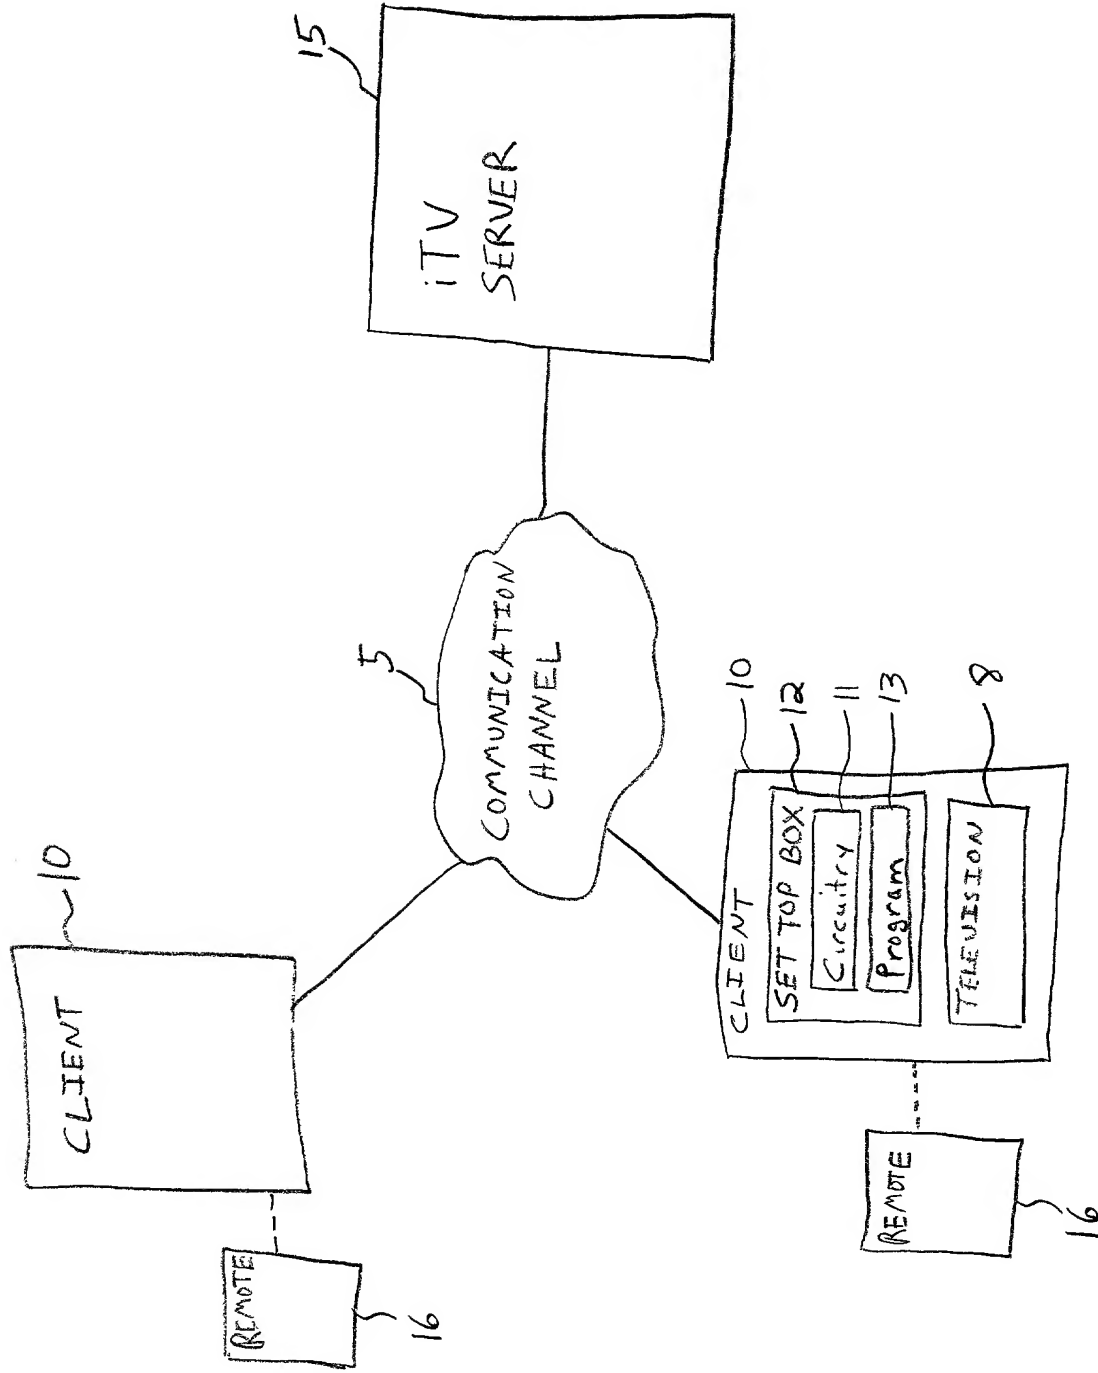 CLIENT
10
REMOTE
16
COMMUNICATION
CHANNEL
5
iTV
SERVER
15
CLIENT
10
SET TOP BOX
12
Circuitry
11
Program
13
TELEVISION
8
REMOTE
16